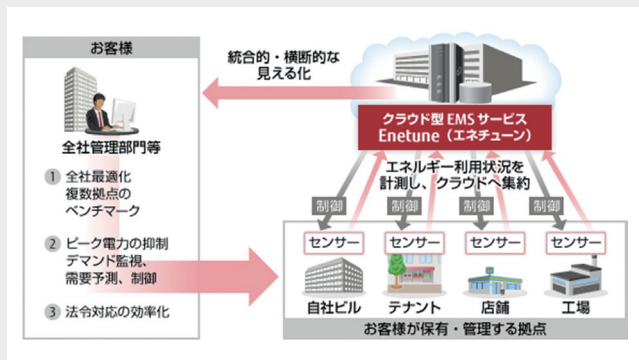 お客様
全社管理部門等
1 全社最適化
複数拠点の
ベンチマーク
2 ピーク電力の抑制
デマンド監視、
需要予測、制御
3 法令対応の効率化
統合的・横断的な
見える化
クラウド型 EMS サービス
Enetune（エネチューン）
エネルギー利用状況を
計測し、クラウドへ集約
制御 制御 制御 制御
センサー センサー センサー センサー
自社ビル テナント 店舗 工場
お客様が保有・管理する拠点